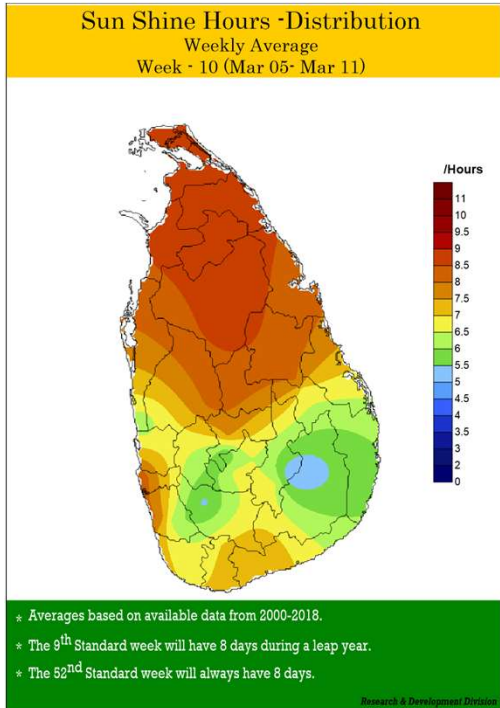 Sun Shine Hours -Distribution
Weekly Average
Week - 10 (Mar 05- Mar 11)
/Hours
11
10
9.5
9
8.5
8
7.5
7
6.5
6
5.5
5
4.5
4
3.5
3
2
0
* Averages based on available data from 2000-2018.
* The 9th Standard week will have 8 days during a leap year.
* The 52nd Standard week will always have 8 days.
Research & Development Division